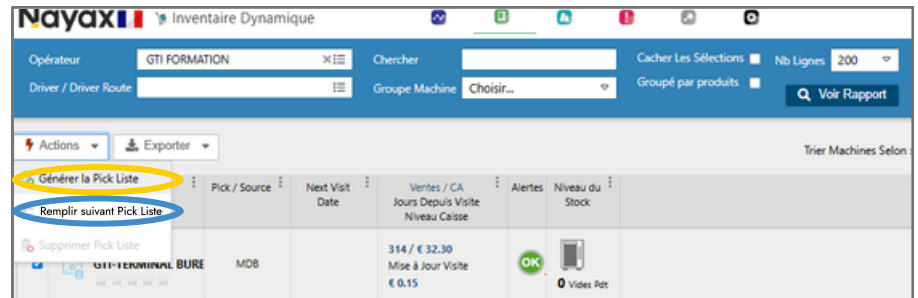 Nayax Inventaire Dynamique
Opérateur GTI FORMATION Chercher Cacher Les Sélections Nb Lignes 200
Driver / Driver Route Groupe Machine Choisir... Groupé par produits
Voir Rapport
Actions Exporter Trier Machines Selon :
Générer la Pick Liste
Remplir suivant Pick Liste
Supprimer Pick Liste
Pick / Source Next Visit Date Ventes / CA Alertes Niveau du Stock
Jours Depuis Visite
Niveau Caisse
GTI-TERMINAL BURE MDB 314 / € 32.30 OK
Mise à Jour Visite
€ 0.15 0 Vides Pdt